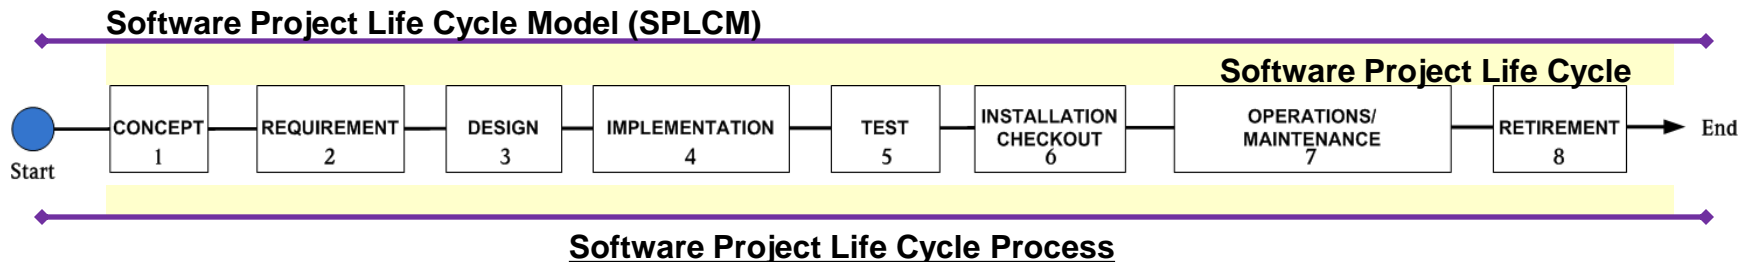 Software Project Life Cycle Model (SPLCM)
Software Project Life Cycle
Start
CONCEPT
1
REQUIREMENT
2
DESIGN
3
IMPLEMENTATION
4
TEST
5
INSTALLATION
CHECKOUT
6
OPERATIONS/
MAINTENANCE
7
RETIREMENT
8
End
Software Project Life Cycle Process